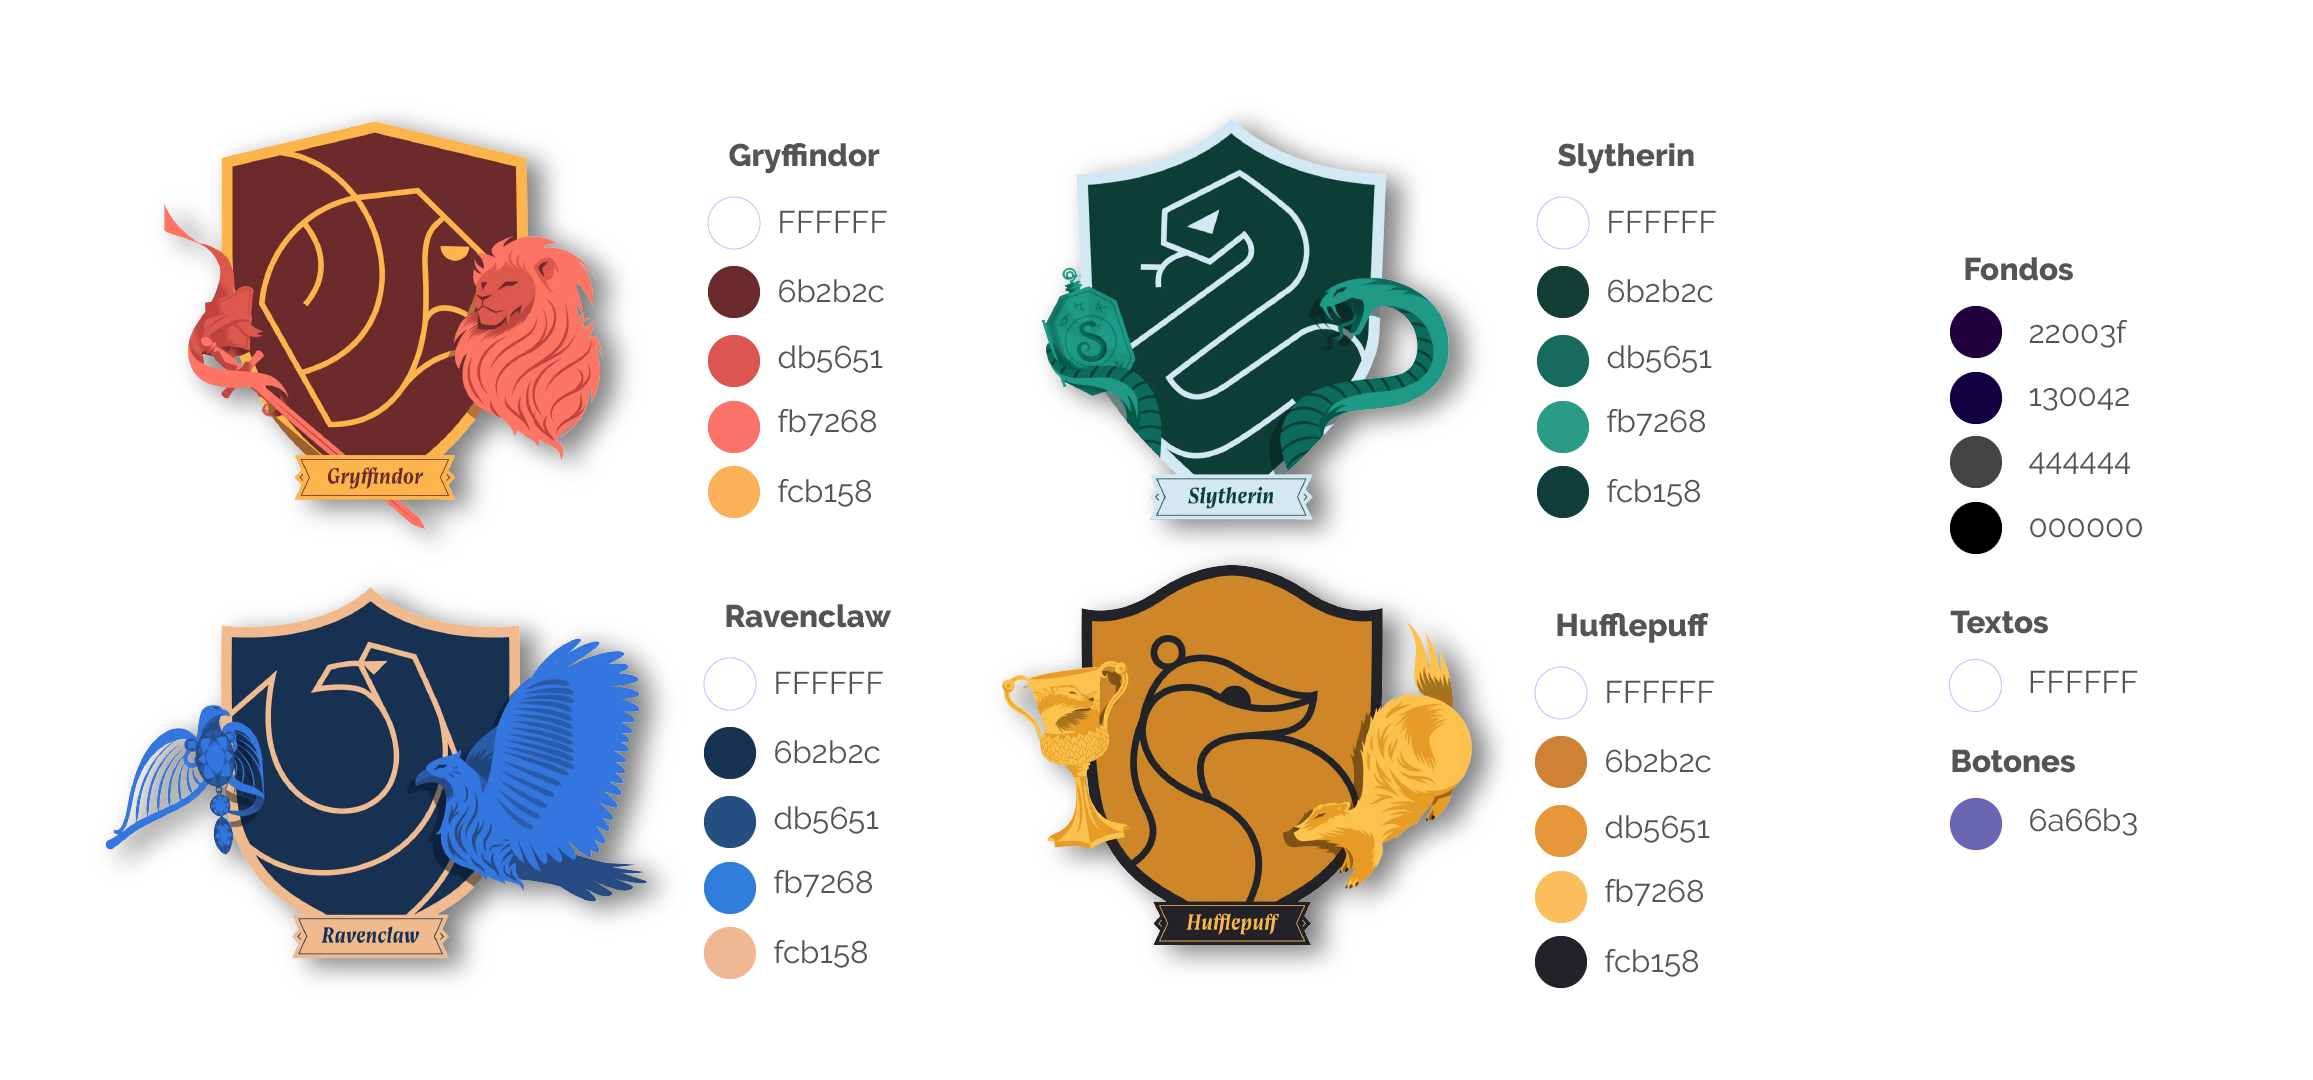 Gryffindor
FFFFFF
6b2b2c
db5651
fb7268
fcb158
Gryffindor
Slytherin
FFFFFF
6b2b2c
db5651
fb7268
fcb158
S
Slytherin
Ravenclaw
FFFFFF
6b2b2c
db5651
fb7268
fcb158
Ravenclaw
Hufflepuff
FFFFFF
6b2b2c
db5651
fb7268
fcb158
Hufflepuff
Fondos
22003f
130042
444444
000000
Textos
FFFFFF
Botones
6a66b3